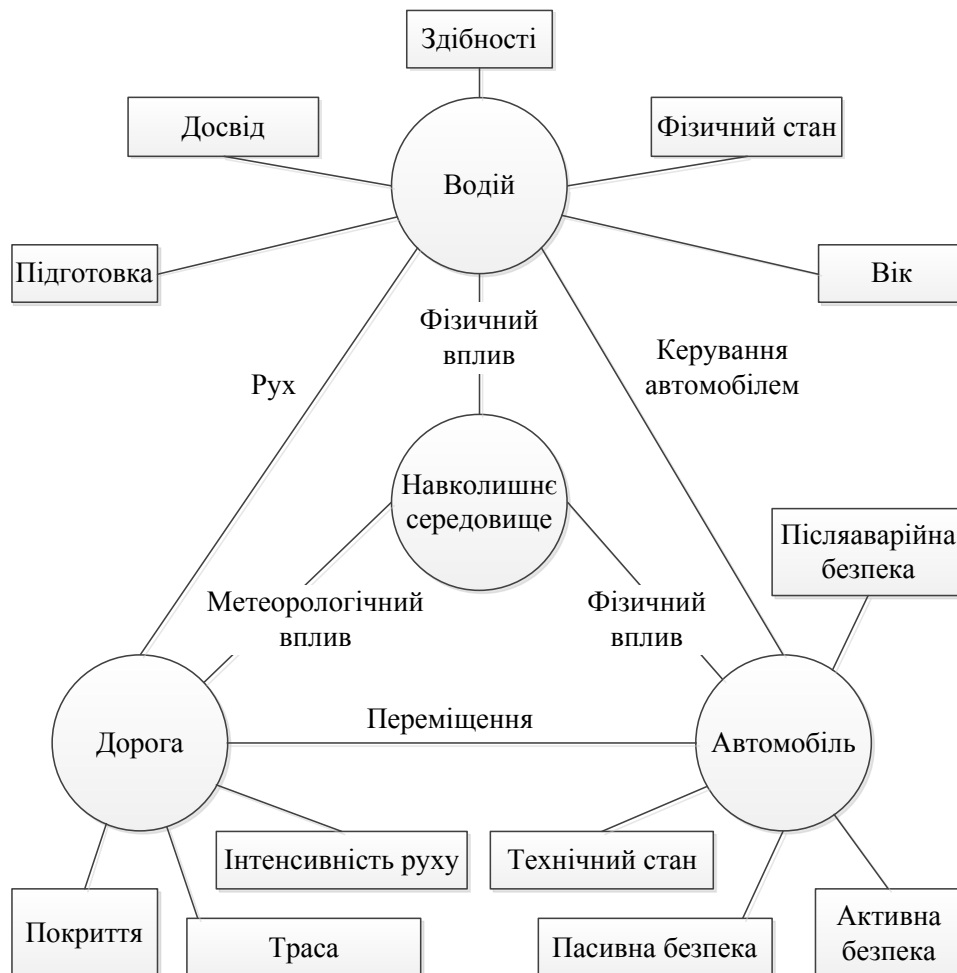 Здібності
Досвід
Фізичний стан
Водій
Підготовка
Вік
Фізичний
вплив
Керування
автомобілем
Рух
Навколишнє
середовище
Післяаварійна
безпека
Метеорологічний
вплив
Фізичний
вплив
Переміщення
Дорога
Автомобіль
Інтенсивність руху
Технічний стан
Покриття
Траса
Пасивна безпека
Активна
безпека